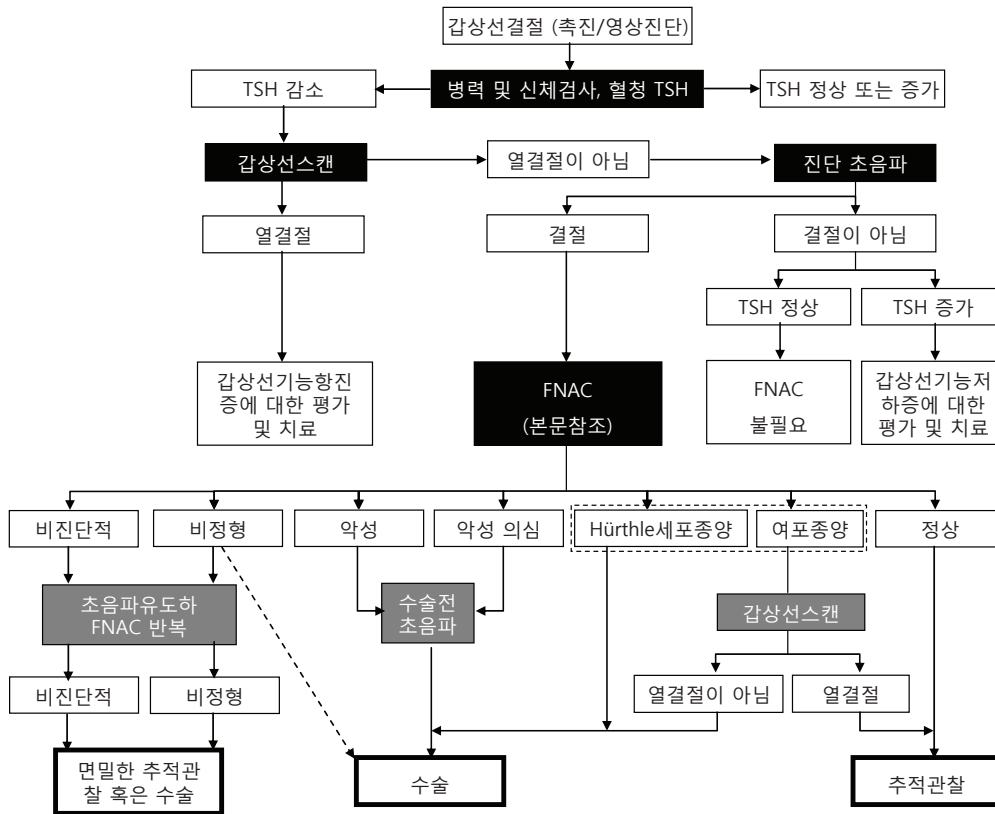 갑상선결절 (촉진/영상진단)
TSH 감소
병력 및 신체검사, 혈청 TSH
TSH 정상 또는 증가
갑상선스캔
열결절이 아님
진단 초음파
열결절
결절
결절이 아님
TSH 정상
TSH 증가
갑상선기능항진
증에 대한 평가
및 치료
FNAC
(본문참조)
FNAC
불필요
갑상선기능저
하증에 대한
평가 및 치료
비진단적
비정형
악성
악성 의심
Hürthle세포종양
여포종양
정상
초음파유도하
FNAC 반복
수술전
초음파
갑상선스캔
비진단적
비정형
열결절이 아님
열결절
면밀한 추적관
찰 혹은 수술
수술
추적관찰